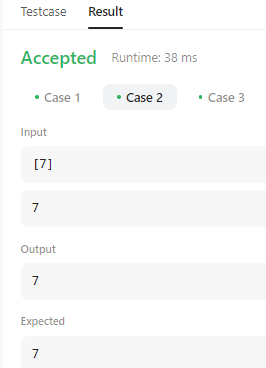 Testcase Result
Accepted Runtime: 38 ms
• Case 1 • Case 2 • Case 3
Input
[7]
7
Output
7
Expected
7